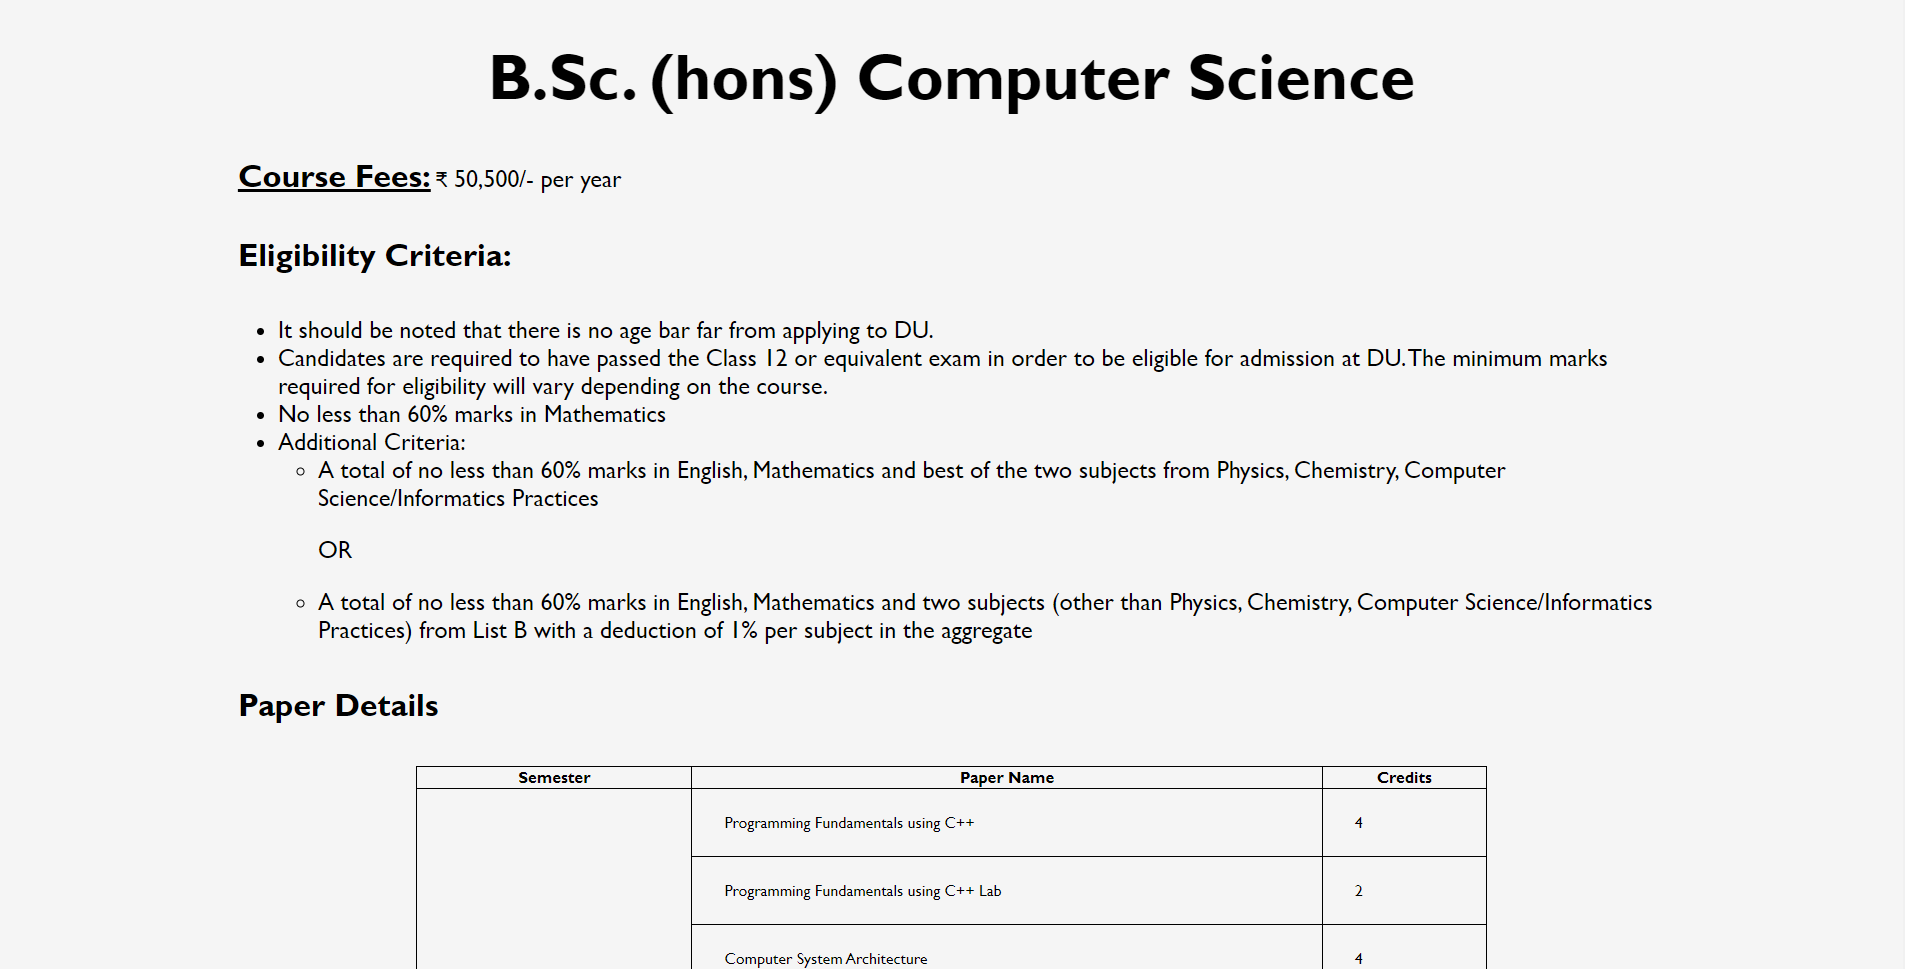 B.Sc. (hons) Computer Science
Course Fees: ₹ 50,500/- per year
Eligibility Criteria:
• It should be noted that there is no age bar far from applying to DU.
• Candidates are required to have passed the Class 12 or equivalent exam in order to be eligible for admission at DU. The minimum marks
required for eligibility will vary depending on the course.
• No less than 60% marks in Mathematics
• Additional Criteria:
◦ A total of no less than 60% marks in English, Mathematics and best of the two subjects from Physics, Chemistry, Computer
Science/Informatics Practices
OR
◦ A total of no less than 60% marks in English, Mathematics and two subjects (other than Physics, Chemistry, Computer Science/Informatics
Practices) from List B with a deduction of 1% per subject in the aggregate
Paper Details
Semester Paper Name Credits
Programming Fundamentals using C++ 4
Programming Fundamentals using C++ Lab 2
Computer System Architecture 4